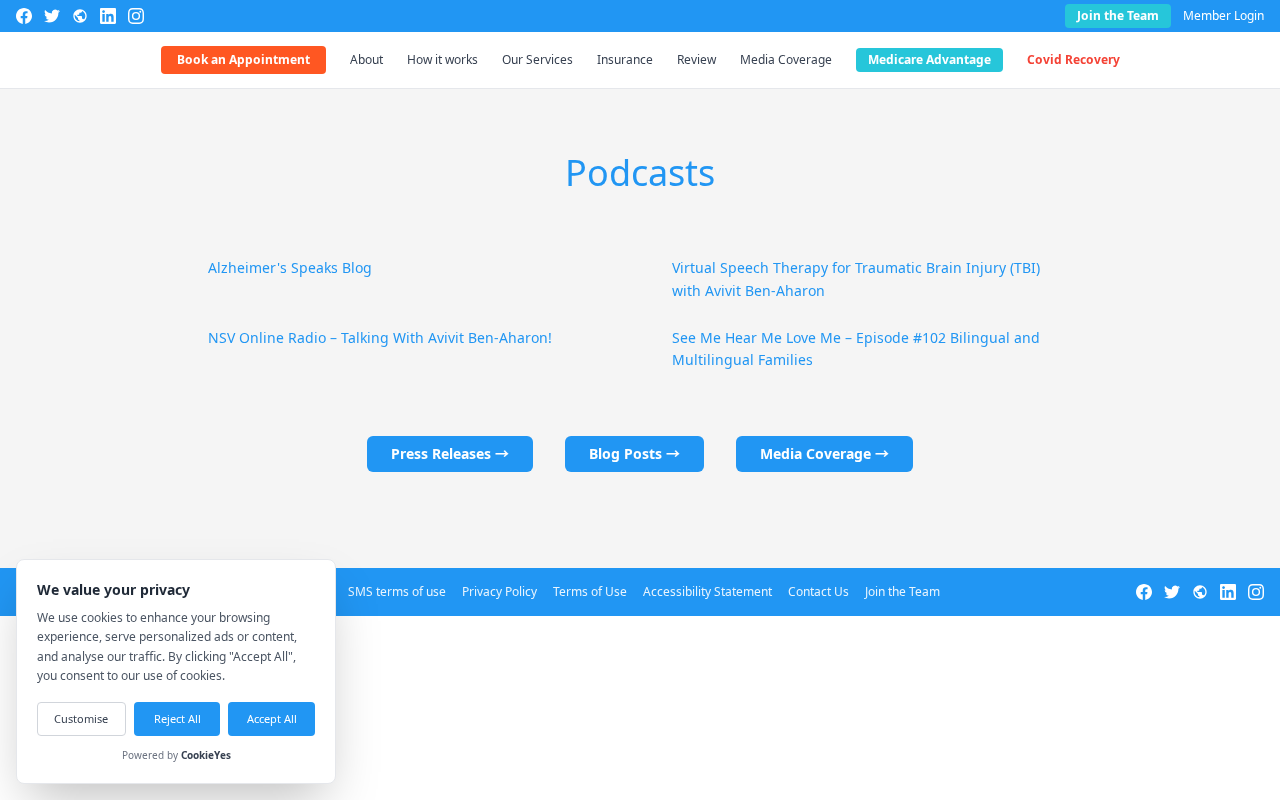 Join the Team Member Login
Book an Appointment About How it works Our Services Insurance Review Media Coverage Medicare Advantage Covid Recovery
Podcasts
Alzheimer's Speaks Blog
Virtual Speech Therapy for Traumatic Brain Injury (TBI)
with Avivit Ben-Aharon
NSV Online Radio – Talking With Avivit Ben-Aharon!
See Me Hear Me Love Me – Episode #102 Bilingual and
Multilingual Families
Press Releases → Blog Posts → Media Coverage →
SMS terms of use Privacy Policy Terms of Use Accessibility Statement Contact Us Join the Team
We value your privacy
We use cookies to enhance your browsing
experience, serve personalized ads or content,
and analyse our traffic. By clicking "Accept All",
you consent to our use of cookies.
Customise Reject All Accept All
Powered by CookieYes